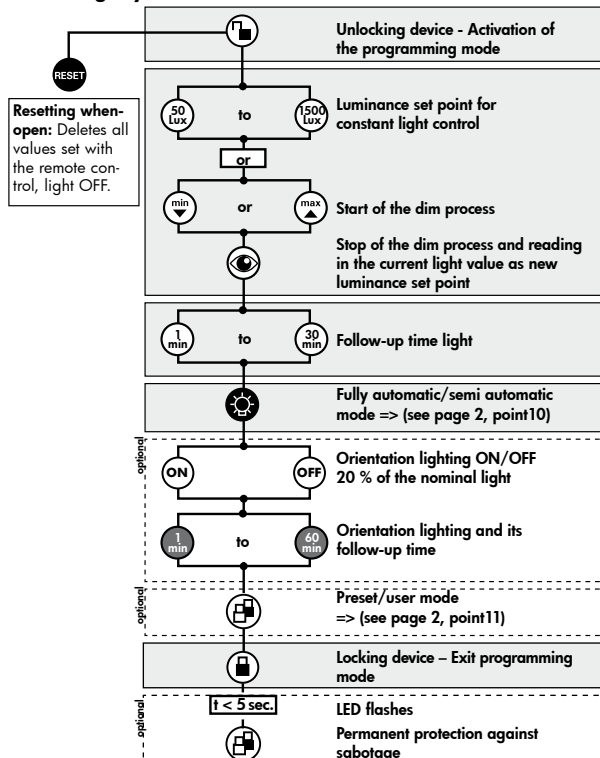 Unlocking device - Activation of
the programming mode
RESET
Resetting when-
open: Deletes all
values set with
the remote con-
trol, light OFF.
50
Lux
to
1500
Lux
Luminance set point for
constant light control
or
min
or
max
Start of the dim process
Stop of the dim process and reading
in the current light value as new
luminance set point
1
min
to
30
min
Follow-up time light
Fully automatic/semi automatic
mode => (see page 2, point10)
optional
ON
OFF
Orientation lighting ON/OFF
20 % of the nominal light
1
min
to
60
min
Orientation lighting and its
follow-up time
optional
Preset/user mode
=> (see page 2, point11)
Locking device – Exit programming
mode
optional
t < 5 sec.
LED flashes
Permanent protection against
sabotage